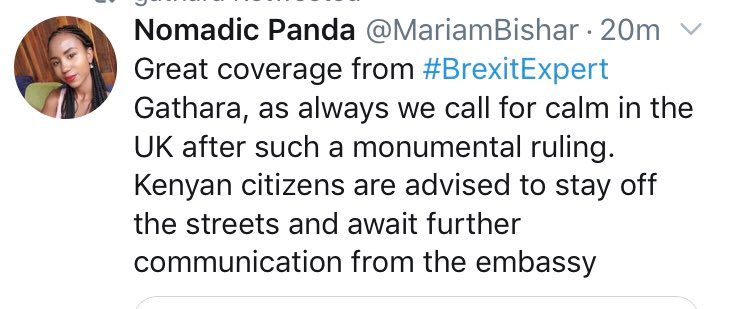 gathara Retweeted
Nomadic Panda @MariamBishar · 20m
Great coverage from #BrexitExpert
Gathara, as always we call for calm in the
UK after such a monumental ruling.
Kenyan citizens are advised to stay off
the streets and await further
communication from the embassy